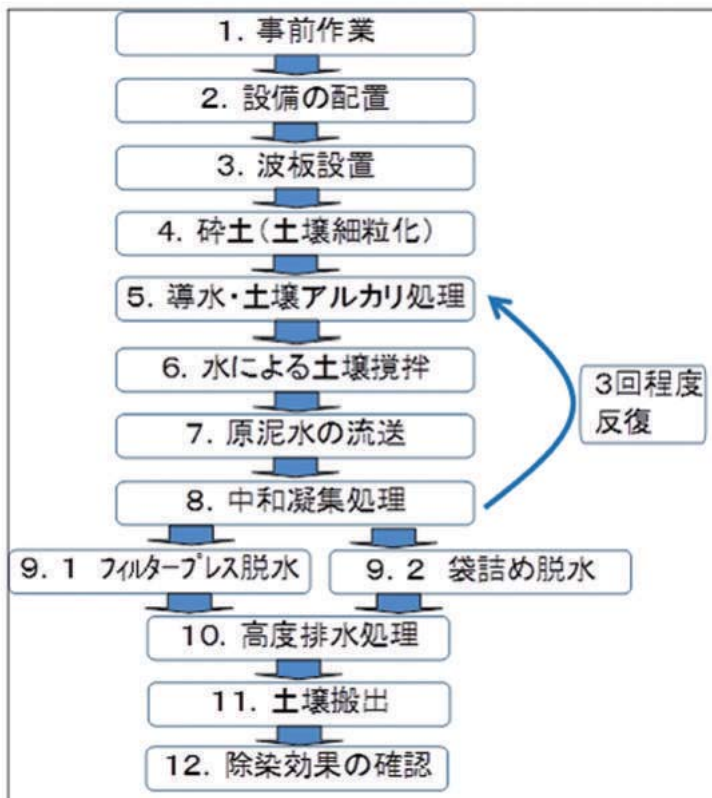 1. 事前作業
2. 設備の配置
3. 波板設置
4. 砕土(土壌細粒化)
5. 導水・土壌アルカリ処理
6. 水による土壌撹拌
3回程度
反復
7. 原泥水の流送
8. 中和凝集処理
9.1 フィルタープレス脱水
9.2 袋詰め脱水
10. 高度排水処理
11. 土壌搬出
12. 除染効果の確認